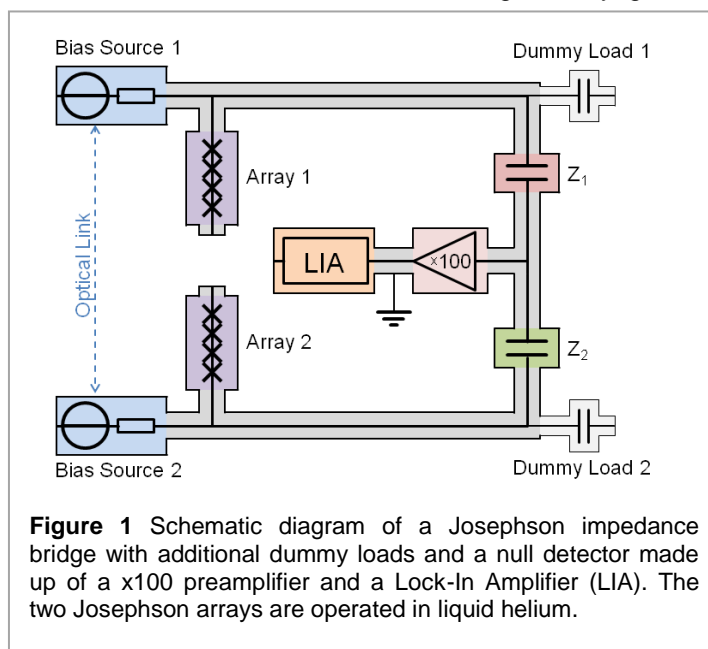 Bias Source 1
Dummy Load 1
Array 1
Z₁
Optical Link
LIA
×100
Array 2
Z₂
Bias Source 2
Dummy Load 2
Figure 1 Schematic diagram of a Josephson impedance
bridge with additional dummy loads and a null detector made
up of a x100 preamplifier and a Lock-In Amplifier (LIA). The
two Josephson arrays are operated in liquid helium.